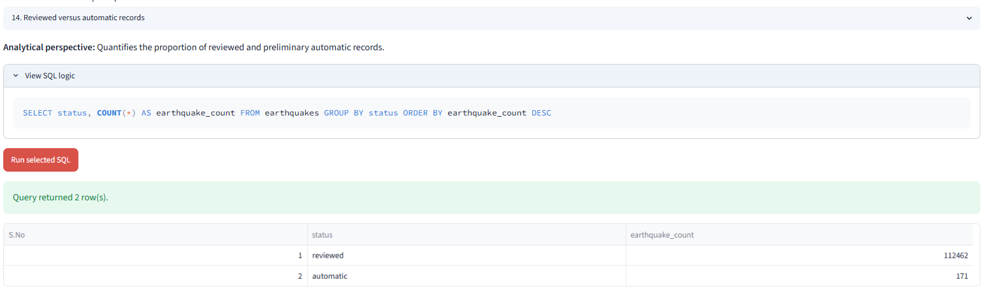 14. Reviewed versus automatic records
Analytical perspective: Quantifies the proportion of reviewed and preliminary automatic records.
View SQL logic
SELECT status, COUNT(*) AS earthquake_count FROM earthquakes GROUP BY status ORDER BY earthquake_count DESC
Run selected SQL
Query returned 2 row(s).
S.No status earthquake_count
1 reviewed 112462
2 automatic 171